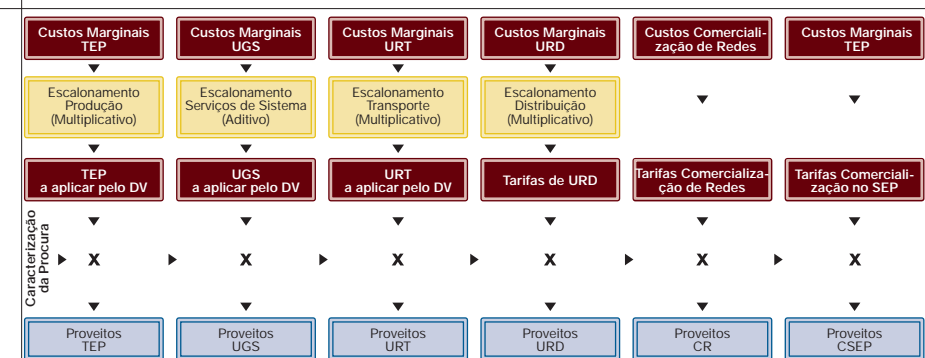 Custos Marginais
TEP
Custos Marginais
UGS
Custos Marginais
URT
Custos Marginais
URD
Custos Comerciali-
zação de Redes
Custos Marginais
TEP
Escalonamento
Produção
(Multiplicativo)
Escalonamento
Serviços de Sistema
(Aditivo)
Escalonamento
Transporte
(Multiplicativo)
Escalonamento
Distribuição
(Multiplicativo)
TEP
a aplicar pelo DV
UGS
a aplicar pelo DV
URT
a aplicar pelo DV
Tarifas de URD
Tarifas Comercializa-
ção de Redes
Tarifas Comerciali-
zação no SEP
Caracterização
da Procura
X X X X X X
Proveitos
TEP
Proveitos
UGS
Proveitos
URT
Proveitos
URD
Proveitos
CR
Proveitos
CSEP